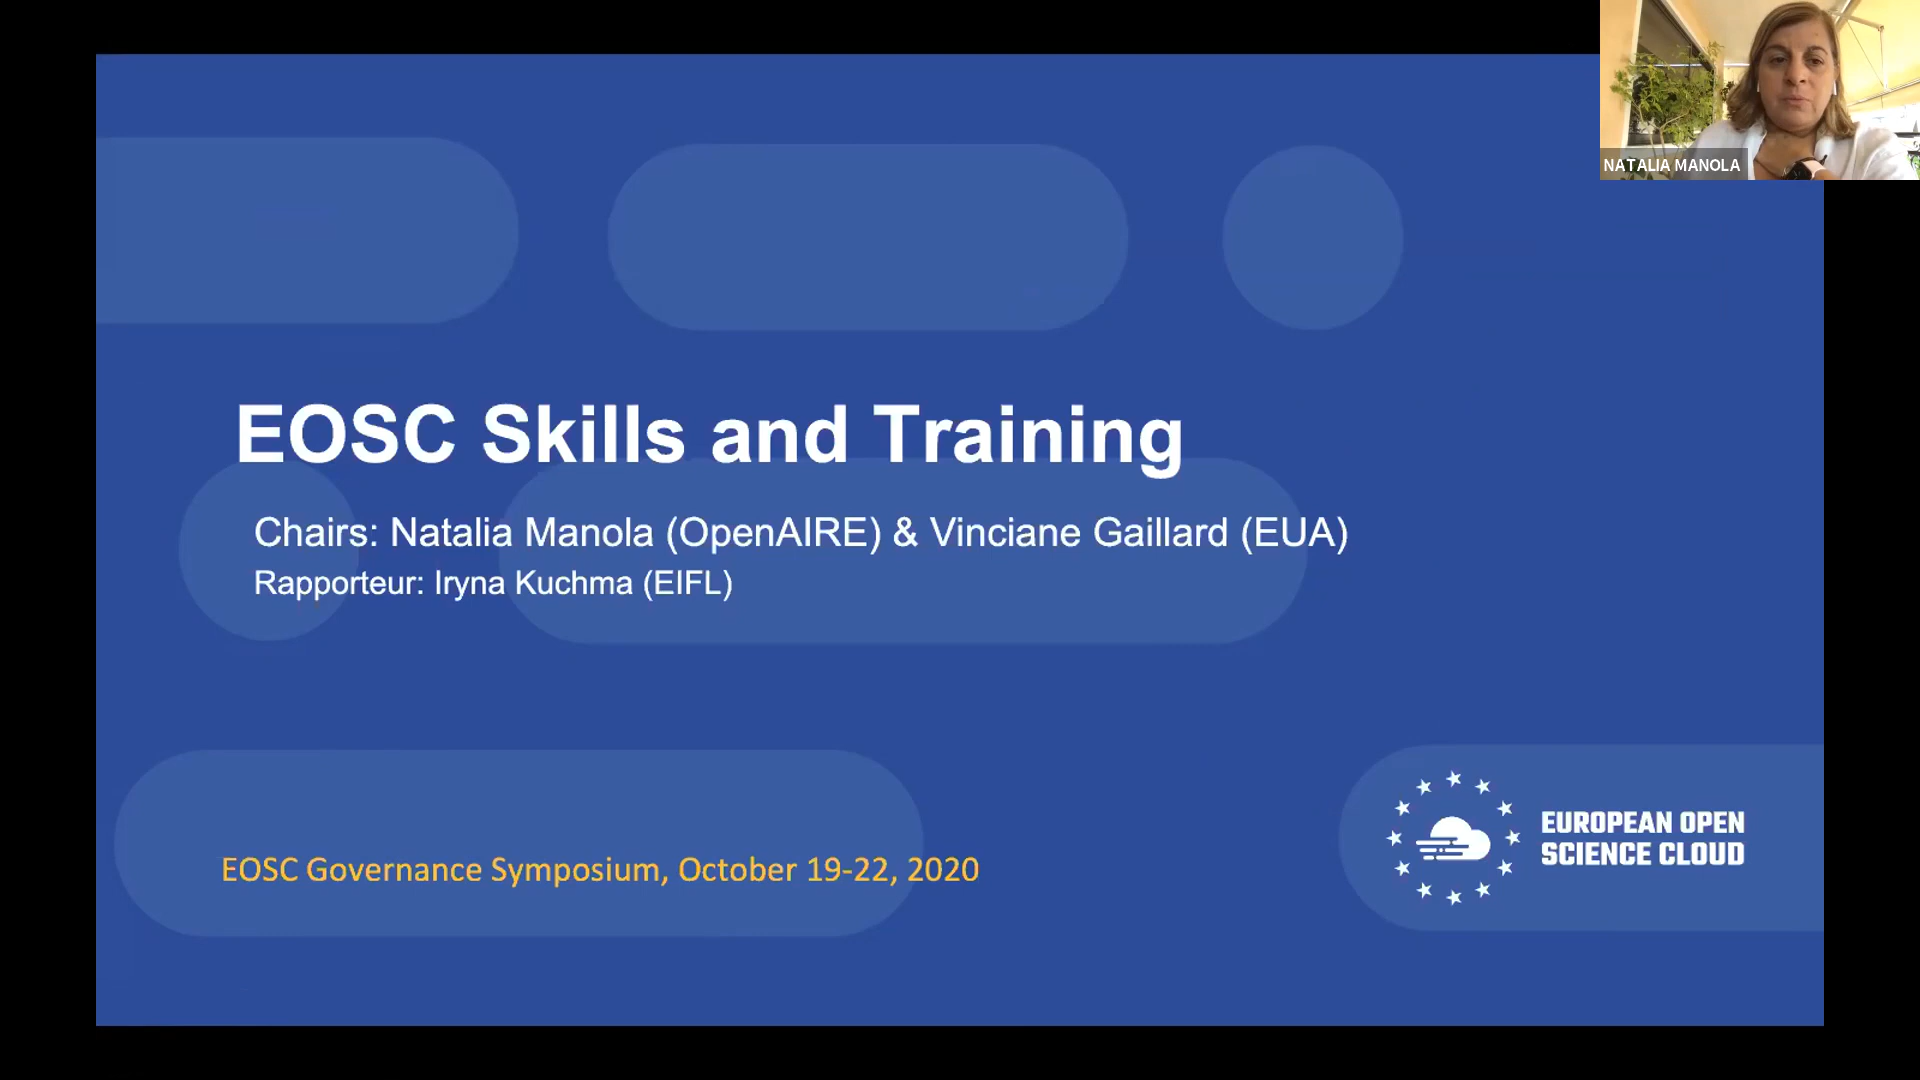 NATALIA MANOLA
EOSC Skills and Training
Chairs: Natalia Manola (OpenAIRE) & Vinciane Gaillard (EUA)
Rapporteur: Iryna Kuchma (EIFL)
EOSC Governance Symposium, October 19-22, 2020
EUROPEAN OPEN
SCIENCE CLOUD